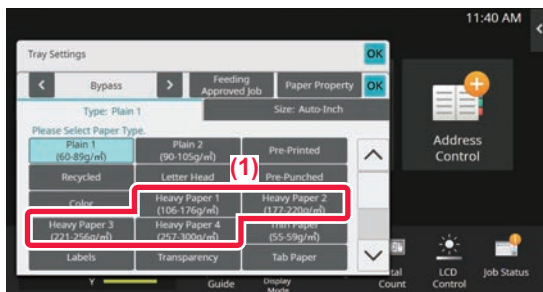 11:40 AM
Tray Settings
OK
Bypass
Feeding
Approved Job
Paper Property
OK
Type: Plain 1
Size: Auto-Inch
Please Select Paper Type.
Plain 1
(60-89g/㎡)
Plain 2
(90-105g/㎡)
Pre-Printed
Recycled
Letter Head
(1)
Pre-Punched
Color
Heavy Paper 1
(106-176g/㎡)
Heavy Paper 2
(177-220g/㎡)
Heavy Paper 3
(221-256g/㎡)
Heavy Paper 4
(257-300g/㎡)
Thin Paper
(55-59g/㎡)
Labels
Transparency
Tab Paper
Address
Control
Y
Guide
Display
Mode
Count
LCD
Control
Job Status